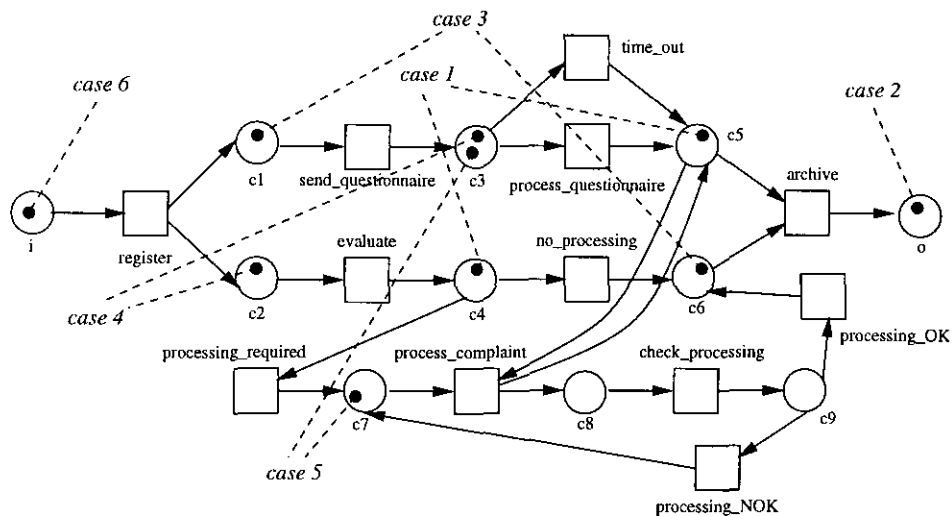 case 3
time_out
case 1
case 6
case 2
c5
c1
send_questionnaire
c3
process_questionnaire
archive
i
register
evaluate
no_processing
o
case 4
c2
c4
c6
processing_required
process_complaint
check_processing
processing_OK
c7
c8
c9
case 5
processing_NOK